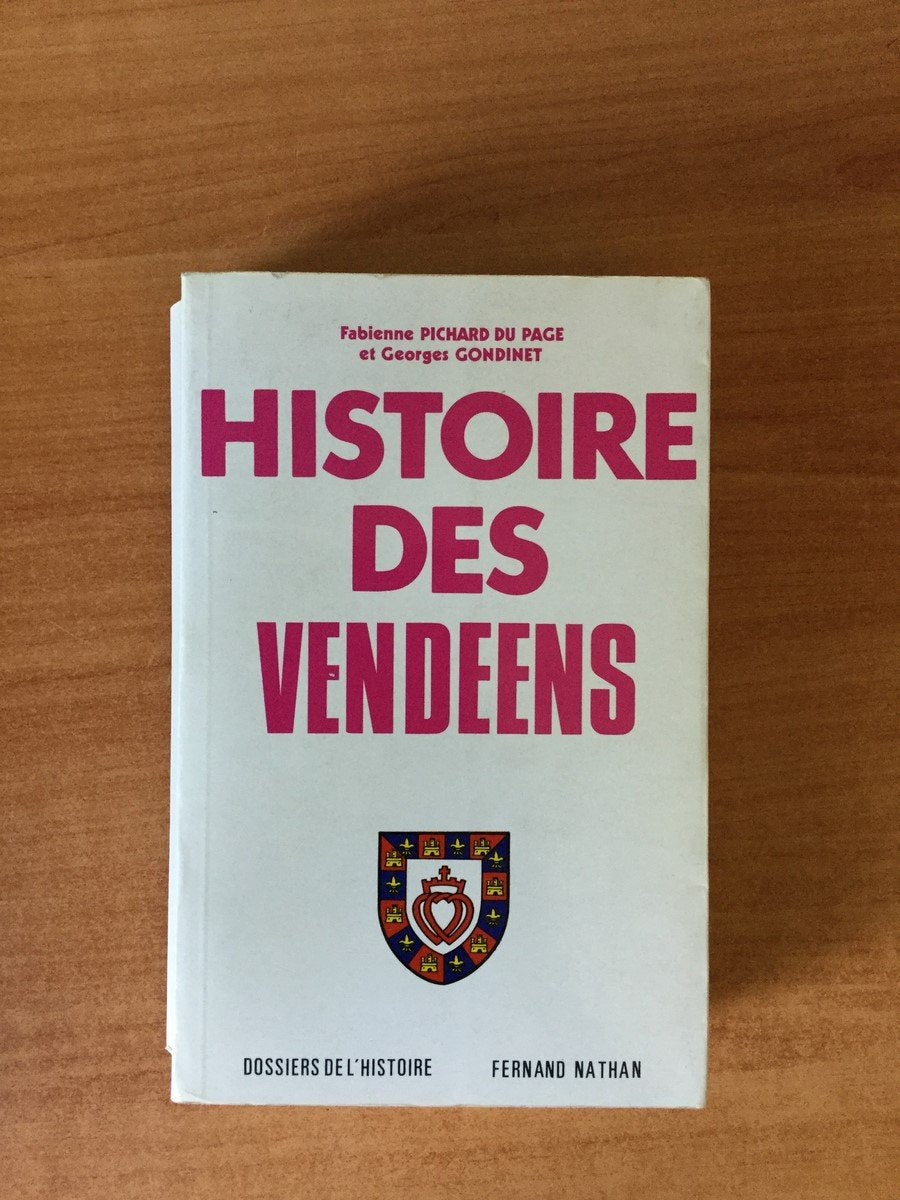 Fabienne PICHARD DU PAGE
et Georges GONDINET
HISTOIRE
DES
VENDEENS
DOSSIERS DE L'HISTOIRE FERNAND NATHAN